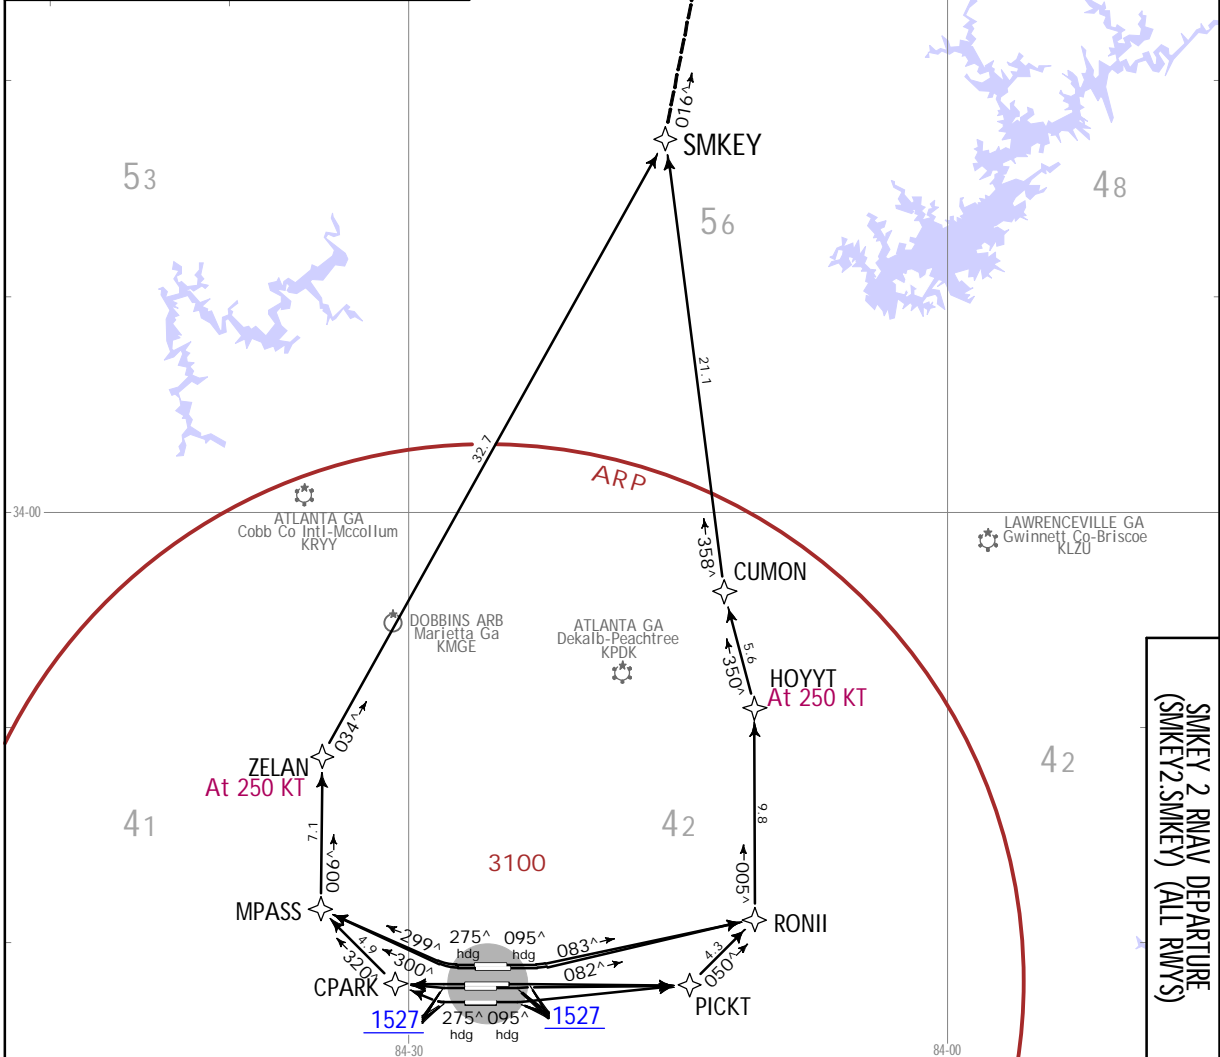 016^
SMKEY
53
48
56
21.1
32.7
ARP
34-00
ATLANTA GA
Cobb Co Intl-Mccollum
KRYY
LAWRENCEVILLE GA
Gwinnett Co-Briscoe
KLZU
358^
CUMON
DOBBINS ARB
Marietta Ga
KMGE
ATLANTA GA
Dekalb-Peachtree
KPDK
5.6
350^
HOYYT
At 250 KT
034^
ZELAN
At 250 KT
SMKEY 2 RNAV DEPARTURE
(SMKEY2.SMKEY) (ALL RWYS)
42
41
7.1
42
9.8
3100
006^
005^
MPASS
RONII
299^
275^
hdg
095^
hdg
083^
4.9
320^
300^
082^
4.3
050^
CPARK
PICKT
1527
275^
hdg
095^
hdg
1527
84-30
84-00